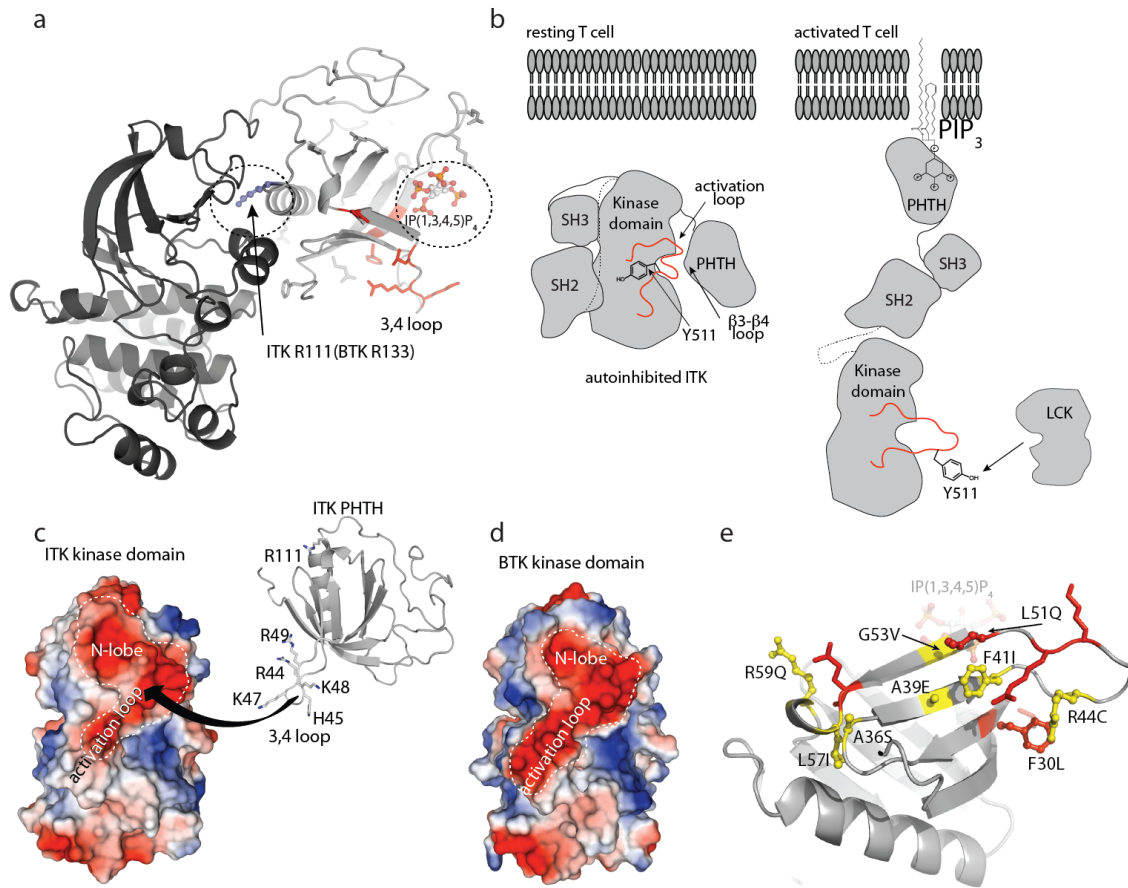 a
IP(1,3,4,5)P4
3,4 loop
ITK R111(BTK R133)
b
resting T cell
activated T cell
PIP3
PHTH
SH3
SH2
Kinase
domain
activation
loop
PHTH
HO
Y511
β3-β4
loop
autoinhibited ITK
SH3
SH2
Kinase
domain
OH
Y511
LCK
c
ITK kinase domain
N-lobe
activation loop
ITK PHTH
R111
R49
R44
K47
K48
H45
3,4 loop
d
BTK kinase domain
N-lobe
activation loop
e
IP(1,3,4,5)P4
L51Q
G53V
F41I
R59Q
A39E
R44C
A36S
L57I
F30L